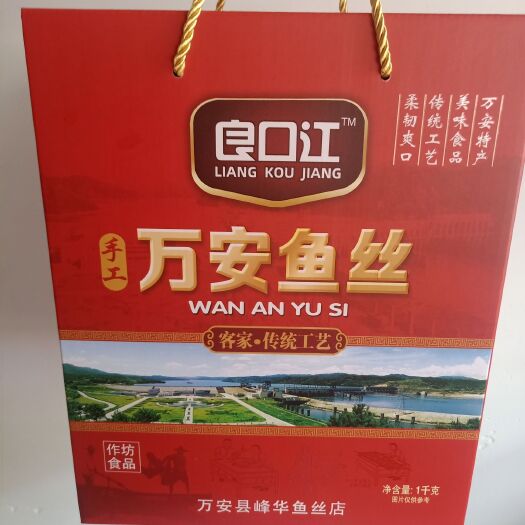 良口江™
LIANG KOU JIANG
万安特产
美味食品
传统工艺
柔韧爽口
手工
万安鱼丝
WAN AN YU SI
客家·传统工艺
作坊
食品
净含量:1千克
图片仅供参考
万安县峰华鱼丝店